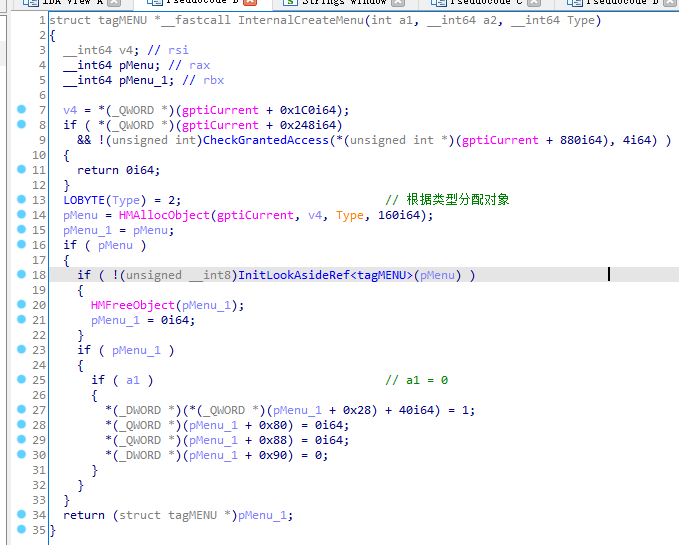 Strings Window
1 struct tagMENU *__fastcall InternalCreateMenu(int a1, __int64 a2, __int64 Type)
2 {
3 __int64 v4; // rsi
4 __int64 pMenu; // rax
5 __int64 pMenu_1; // rbx
6
7 v4 = *(_QWORD *)(gptiCurrent + 0x1C0i64);
8 if ( *(_QWORD *)(gptiCurrent + 0x248i64)
9 && !(unsigned int)CheckGrantedAccess(*(unsigned int *)(gptiCurrent + 880i64), 4i64) )
10 {
11 return 0i64;
12 }
13 LOBYTE(Type) = 2; // 根据类型分配对象
14 pMenu = HMAllocObject(gptiCurrent, v4, Type, 160i64);
15 pMenu_1 = pMenu;
16 if ( pMenu )
17 {
18 if ( !(unsigned __int8)InitLookAsideRef<tagMENU>(pMenu) )
19 {
20 HMFreeObject(pMenu_1);
21 pMenu_1 = 0i64;
22 }
23 if ( pMenu_1 )
24 {
25 if ( a1 ) // a1 = 0
26 {
27 *(_DWORD *)(*(_QWORD *)(pMenu_1 + 0x28) + 40i64) = 1;
28 *(_QWORD *)(pMenu_1 + 0x80) = 0i64;
29 *(_QWORD *)(pMenu_1 + 0x88) = 0i64;
30 *(_DWORD *)(pMenu_1 + 0x90) = 0;
31 }
32 }
33 }
34 return (struct tagMENU *)pMenu_1;
35 }